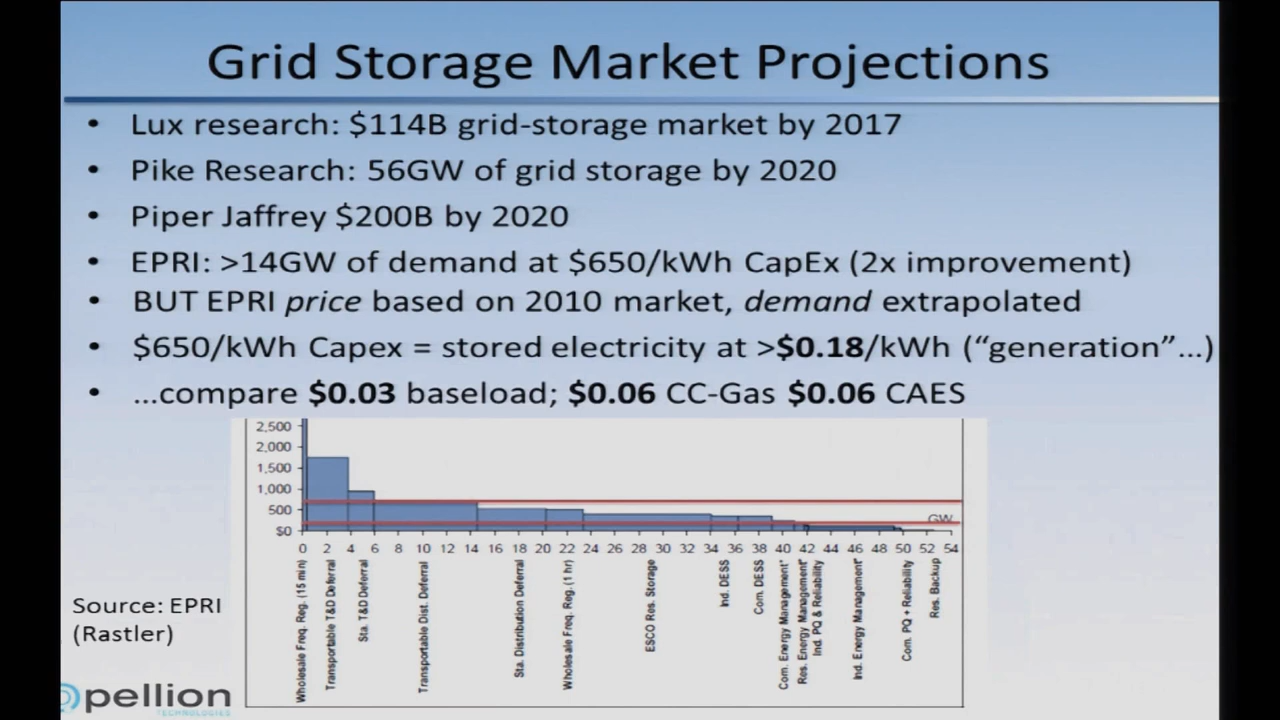 Grid Storage Market Projections
• Lux research: $114B grid-storage market by 2017
• Pike Research: 56GW of grid storage by 2020
• Piper Jaffrey $200B by 2020
• EPRI: >14GW of demand at $650/kWh CapEx (2x improvement)
• BUT EPRI price based on 2010 market, demand extrapolated
• $650/kWh Capex = stored electricity at >$0.18/kWh (“generation”...)
• ...compare $0.03 baseload; $0.06 CC-Gas $0.06 CAES
2,500
2,000
1,500
1,000
500
$0
GW
0 2 4 6 8 10 12 14 16 18 20 22 24 26 28 30 32 34 36 38 40 42 44 46 48 50 52 54
Wholesale Freq. Reg. (15 min)
Transportable T&D Deferral
Sta. T&D Deferral
Transportable Dist. Deferral
Sta. Distribution Deferral
Wholesale Freq. Reg. (1 hr)
ESCO Res. Storage
Ind. DESS
Com. DESS
Com. Energy Management*
Res. Energy Management*
Ind. PQ & Reliability
Ind. Energy Management*
Com. PQ + Reliability
Res. Backup
Source: EPRI
(Rastler)
pellion
TECHNOLOGIES